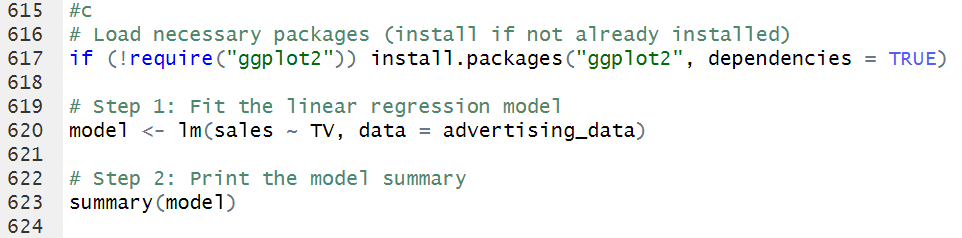 615 #c
616 # Load necessary packages (install if not already installed)
617 if (!require("ggplot2")) install.packages("ggplot2", dependencies = TRUE)
618
619 # Step 1: Fit the linear regression model
620 model <- lm(sales ~ TV, data = advertising_data)
621
622 # Step 2: Print the model summary
623 summary(model)
624